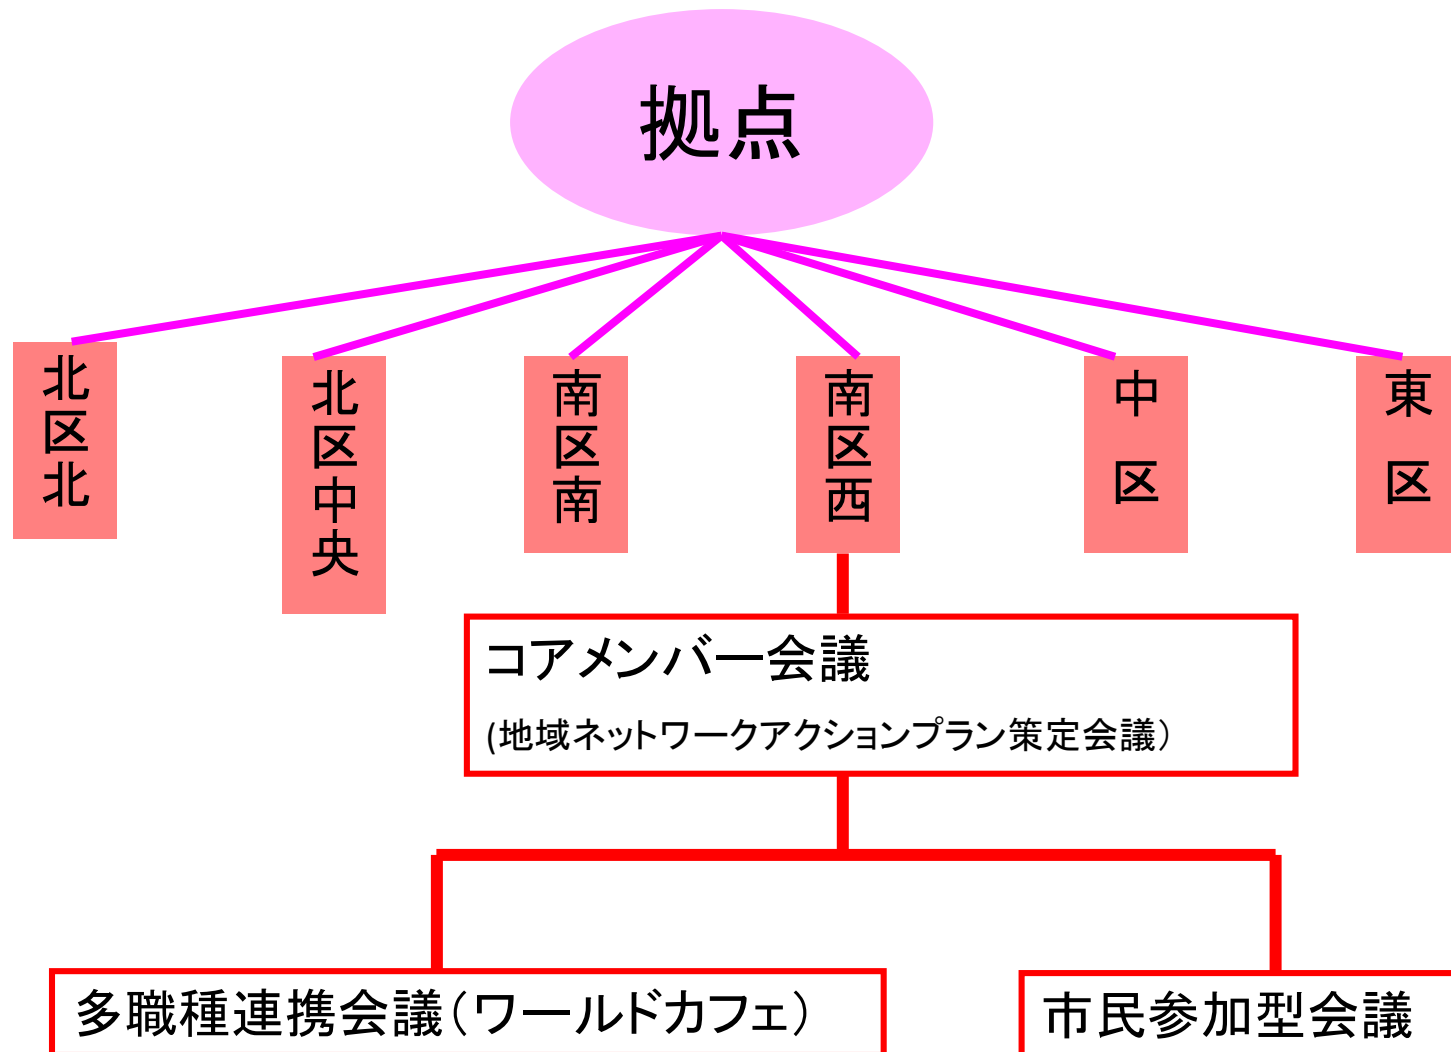 拠点
北区北
北区中央
南区南
南区西
中区
東区
コアメンバー会議
(地域ネットワークアクションプラン策定会議）
多職種連携会議（ワールドカフェ）
市民参加型会議